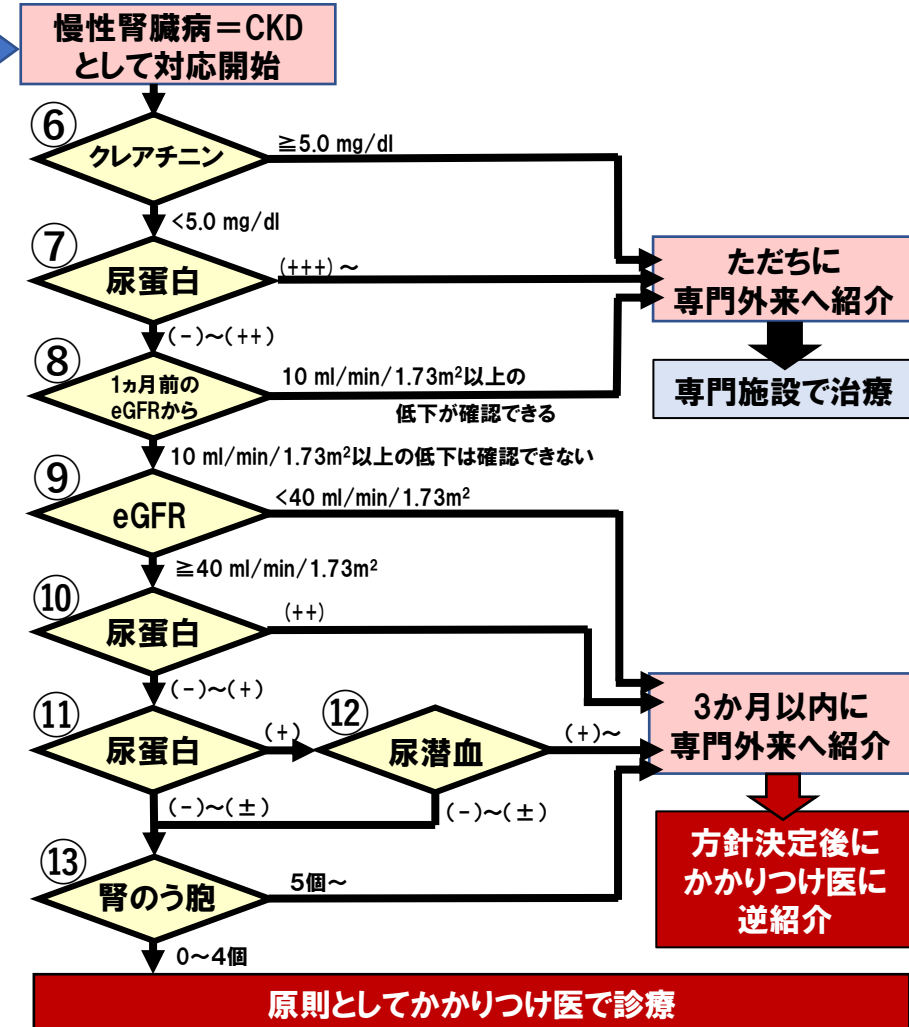 慢性腎臓病＝CKD
として対応開始
⑥
クレアチニン
≧5.0 mg/dl
<5.0 mg/dl
⑦
尿蛋白
(+++)～
(-)～(++)
ただちに
専門外来へ紹介
専門施設で治療
⑧
1ヵ月前の
eGFRから
10 ml/min/1.73m²以上の
低下が確認できる
10 ml/min/1.73m²以上の低下は確認できない
⑨
eGFR
<40 ml/min/1.73m²
≧40 ml/min/1.73m²
⑩
尿蛋白
(++)
(-)～(+)
⑪
尿蛋白
(+)
⑫
尿潜血
(+)～
(-)～(±)
(-)～(±)
3か月以内に
専門外来へ紹介
方針決定後に
かかりつけ医に
逆紹介
⑬
腎のう胞
5個～
0～4個
原則としてかかりつけ医で診療